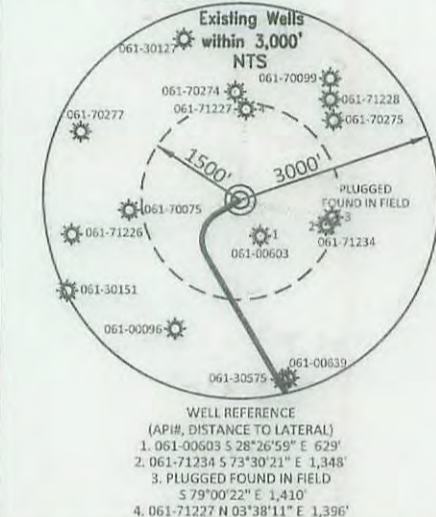 Existing Wells
within 3,000'
NTS
061-30127
061-70099
061-70274
061-71228
061-71227
4
061-70275
061-70277
1500'
3000'
PLUGGED
FOUND IN FIELD
061-70075
3
2
061-71226
1
061-71234
061-00603
061-30151
061-00096
061-00639
061-30575
WELL REFERENCE
(API#, DISTANCE TO LATERAL)
1. 061-00603 S 28°26'59" E 629'
2. 061-71234 S 73°30'21" E 1,348'
3. PLUGGED FOUND IN FIELD
S 79°00'22" E 1,410'
4. 061-71227 N 03°38'11" E 1,396'